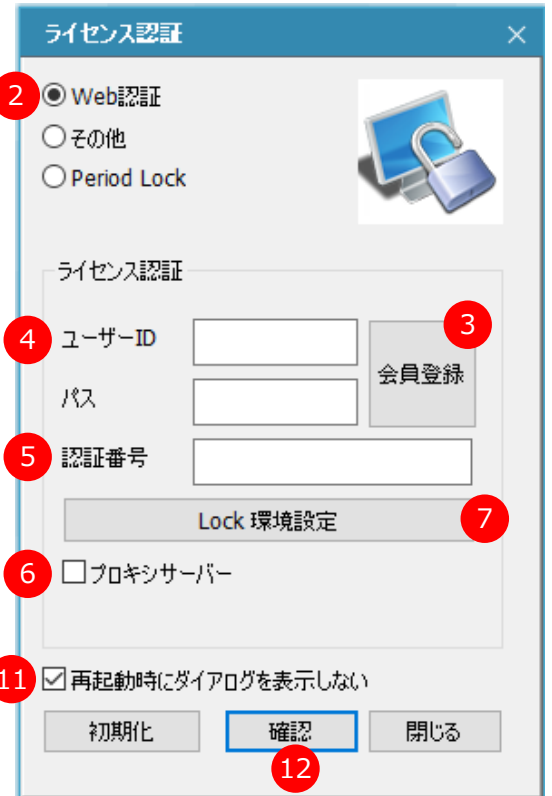 ライセンス認証
2 Web認証
その他
Period Lock
ライセンス認証
3
4 ユーザーID
会員登録
パス
5 認証番号
Lock 環境設定 7
6 プロキシサーバー
11 再起動時にダイアログを表示しない
初期化 確認 閉じる
12